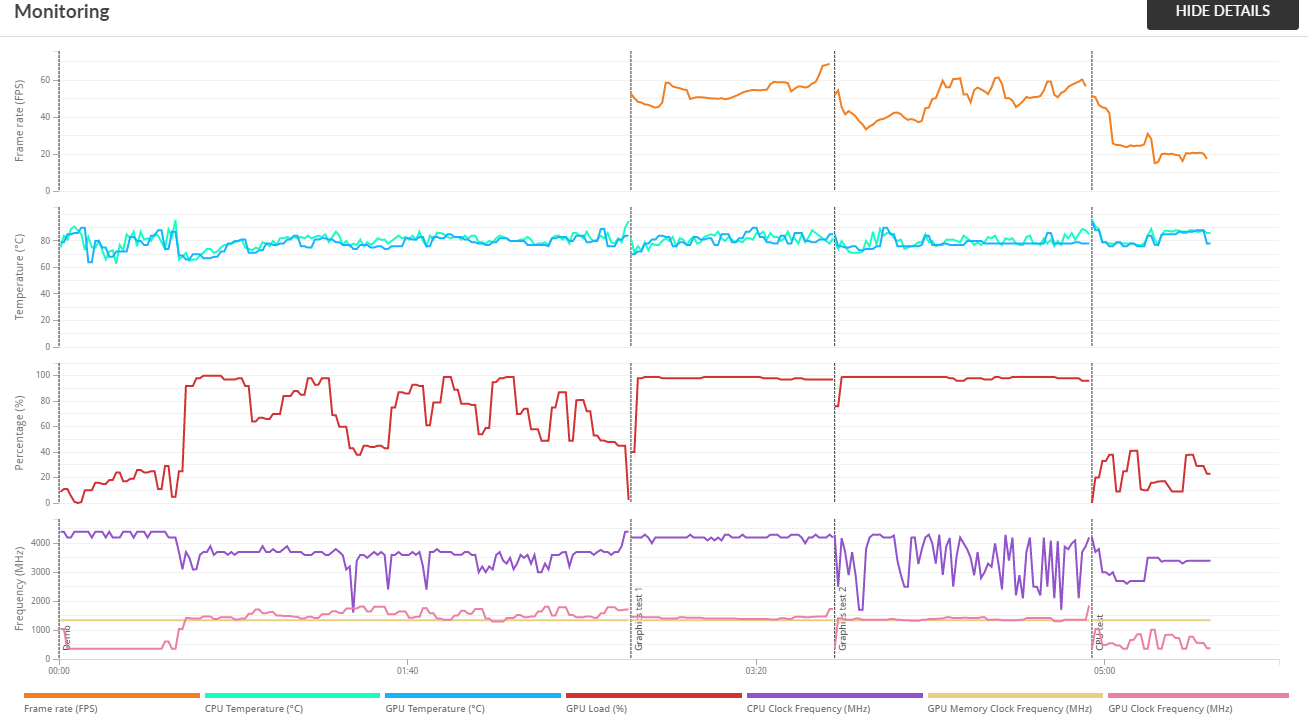 Monitoring
HIDE DETAILS
Frame rate (FPS)
60
40
20
0
Temperature (°C)
80
60
40
20
0
Percentage (%)
100
80
60
40
20
0
Frequency (MHz)
4000
3000
2000
1000
0
Demo
Graphics test 1
Graphics test 2
CPU test
00:00
01:40
03:20
05:00
Frame rate (FPS)
CPU Temperature (°C)
GPU Temperature (°C)
GPU Load (%)
CPU Clock Frequency (MHz)
GPU Memory Clock Frequency (MHz)
GPU Clock Frequency (MHz)